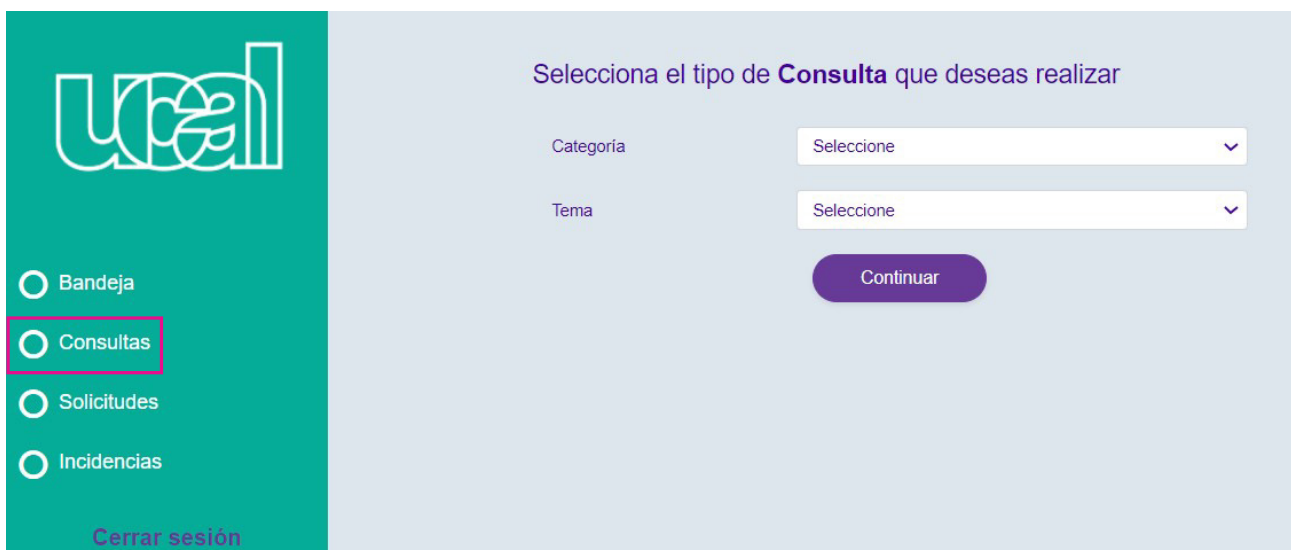 ucal
Bandeja
Consultas
Solicitudes
Incidencias
Cerrar sesión
Selecciona el tipo de Consulta que deseas realizar
Categoría Seleccione
Tema Seleccione
Continuar